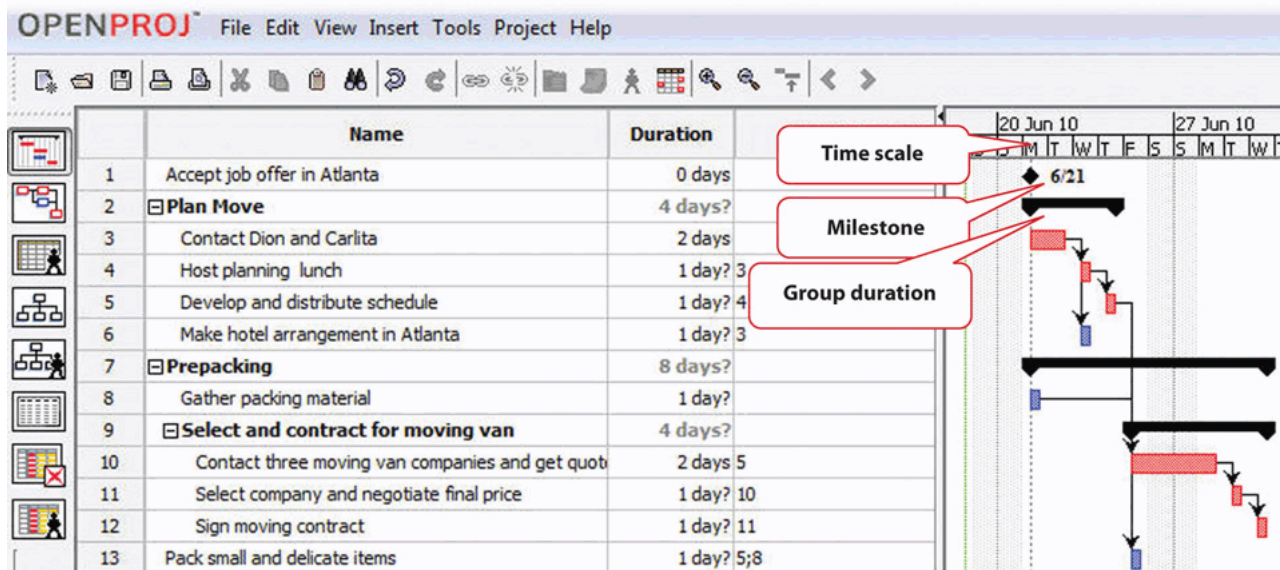 OPENPROJ™ File Edit View Insert Tools Project Help
Name Duration
20 Jun 10 27 Jun 10
S M T W T F S S M T W T
Time scale
1 Accept job offer in Atlanta 0 days 6/21
2 Plan Move 4 days?
Milestone
3 Contact Dion and Carlita 2 days
4 Host planning lunch 1 day? 3
Group duration
5 Develop and distribute schedule 1 day? 4
6 Make hotel arrangement in Atlanta 1 day? 3
7 Prepacking 8 days?
8 Gather packing material 1 day?
9 Select and contract for moving van 4 days?
10 Contact three moving van companies and get quot 2 days 5
11 Select company and negotiate final price 1 day? 10
12 Sign moving contract 1 day? 11
13 Pack small and delicate items 1 day? 5;8